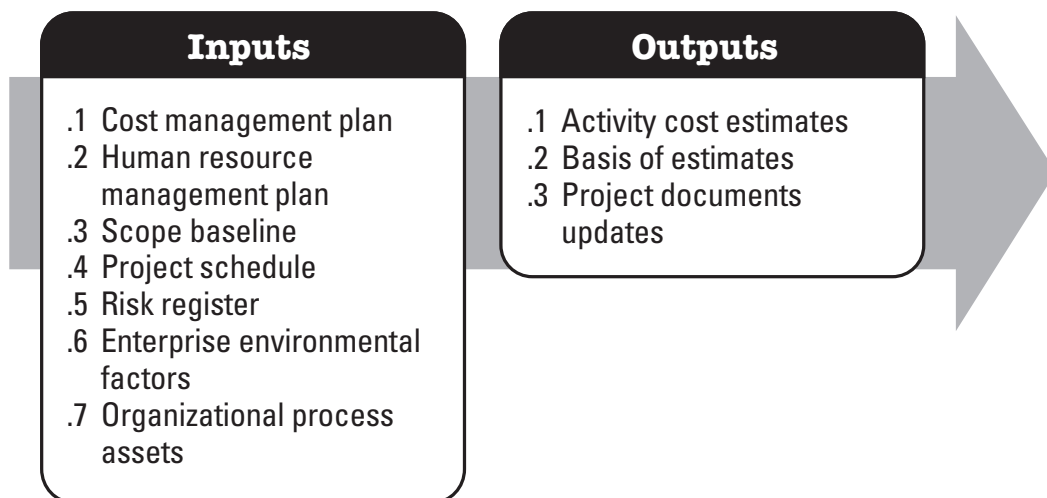 Inputs
.1 Cost management plan
.2 Human resource
management plan
.3 Scope baseline
.4 Project schedule
.5 Risk register
.6 Enterprise environmental
factors
.7 Organizational process
assets
Outputs
.1 Activity cost estimates
.2 Basis of estimates
.3 Project documents
updates